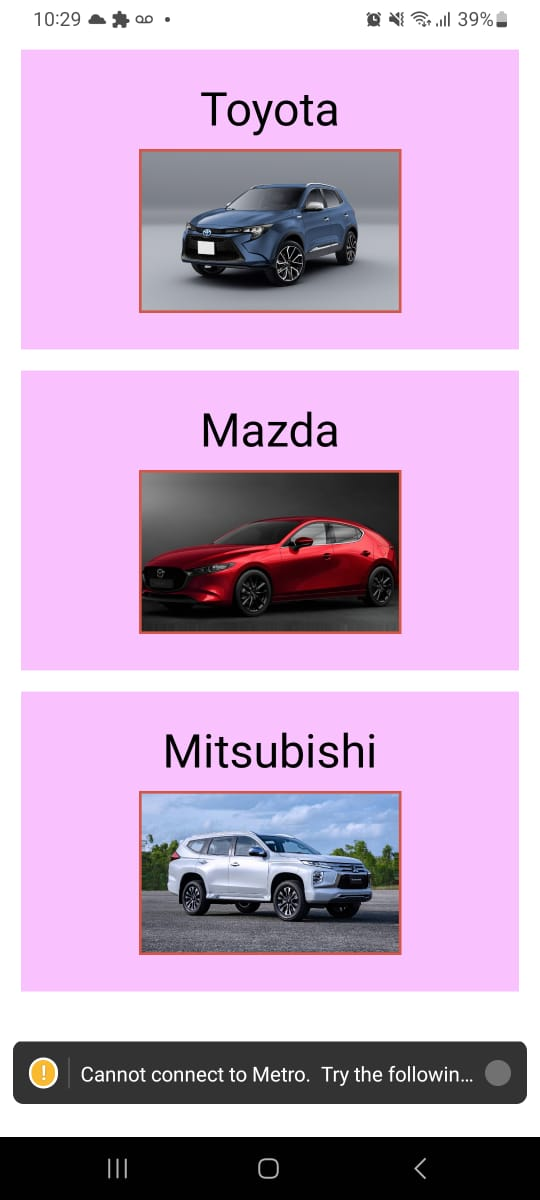 10:29
39%
Toyota
Mazda
Mitsubishi
! Cannot connect to Metro. Try the followin...